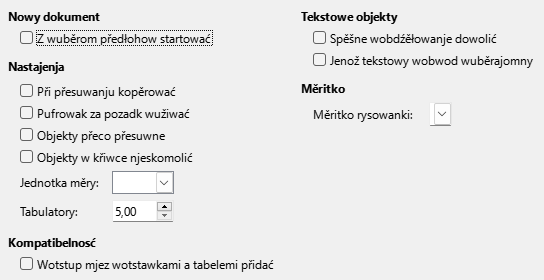 Nowy dokument
Z wuběrom předłohow startować
Nastajenja
Při přesuwanju kopěrować
Pufrowak za pozadk wužiwać
Objekty přeco přesuwne
Objekty w křiwce njeskomolić
Jednotka měry:
Tabulatory: 5,00
Kompatibelnosć
Wotstup mjez wotstawkami a tabelemi přidać
Tekstowe objekty
Spěšne wobdźěłowanje dowolić
Jenož tekstowy wobwod wuběrajomny
Měritko
Měritko rysowanki: